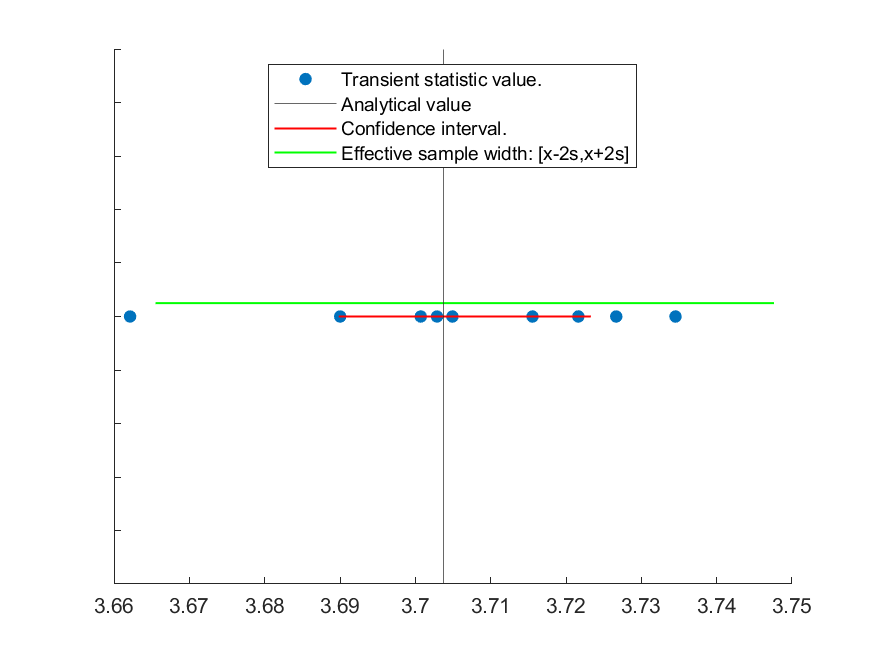 Transient statistic value.
Analytical value
Confidence interval.
Effective sample width: [x-2s,x+2s]
3.66 3.67 3.68 3.69 3.7 3.71 3.72 3.73 3.74 3.75